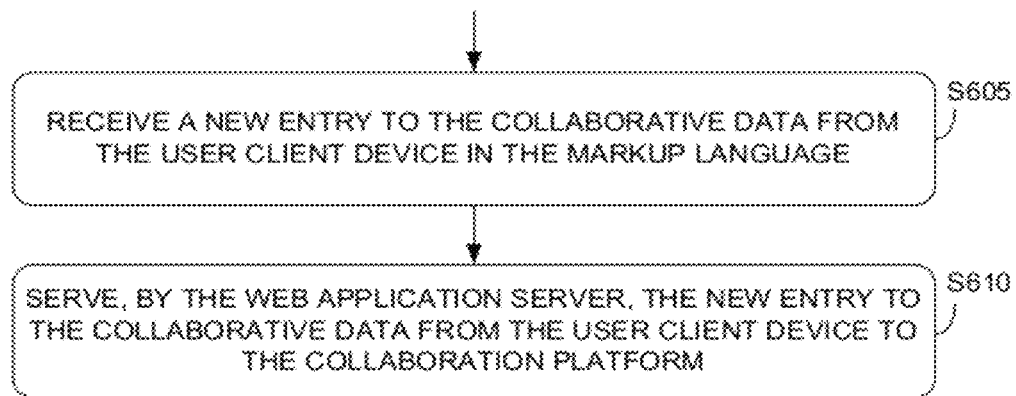 S605
RECEIVE A NEW ENTRY TO THE COLLABORATIVE DATA FROM
THE USER CLIENT DEVICE IN THE MARKUP LANGUAGE
S610
SERVE, BY THE WEB APPLICATION SERVER, THE NEW ENTRY TO
THE COLLABORATIVE DATA FROM THE USER CLIENT DEVICE TO
THE COLLABORATION PLATFORM